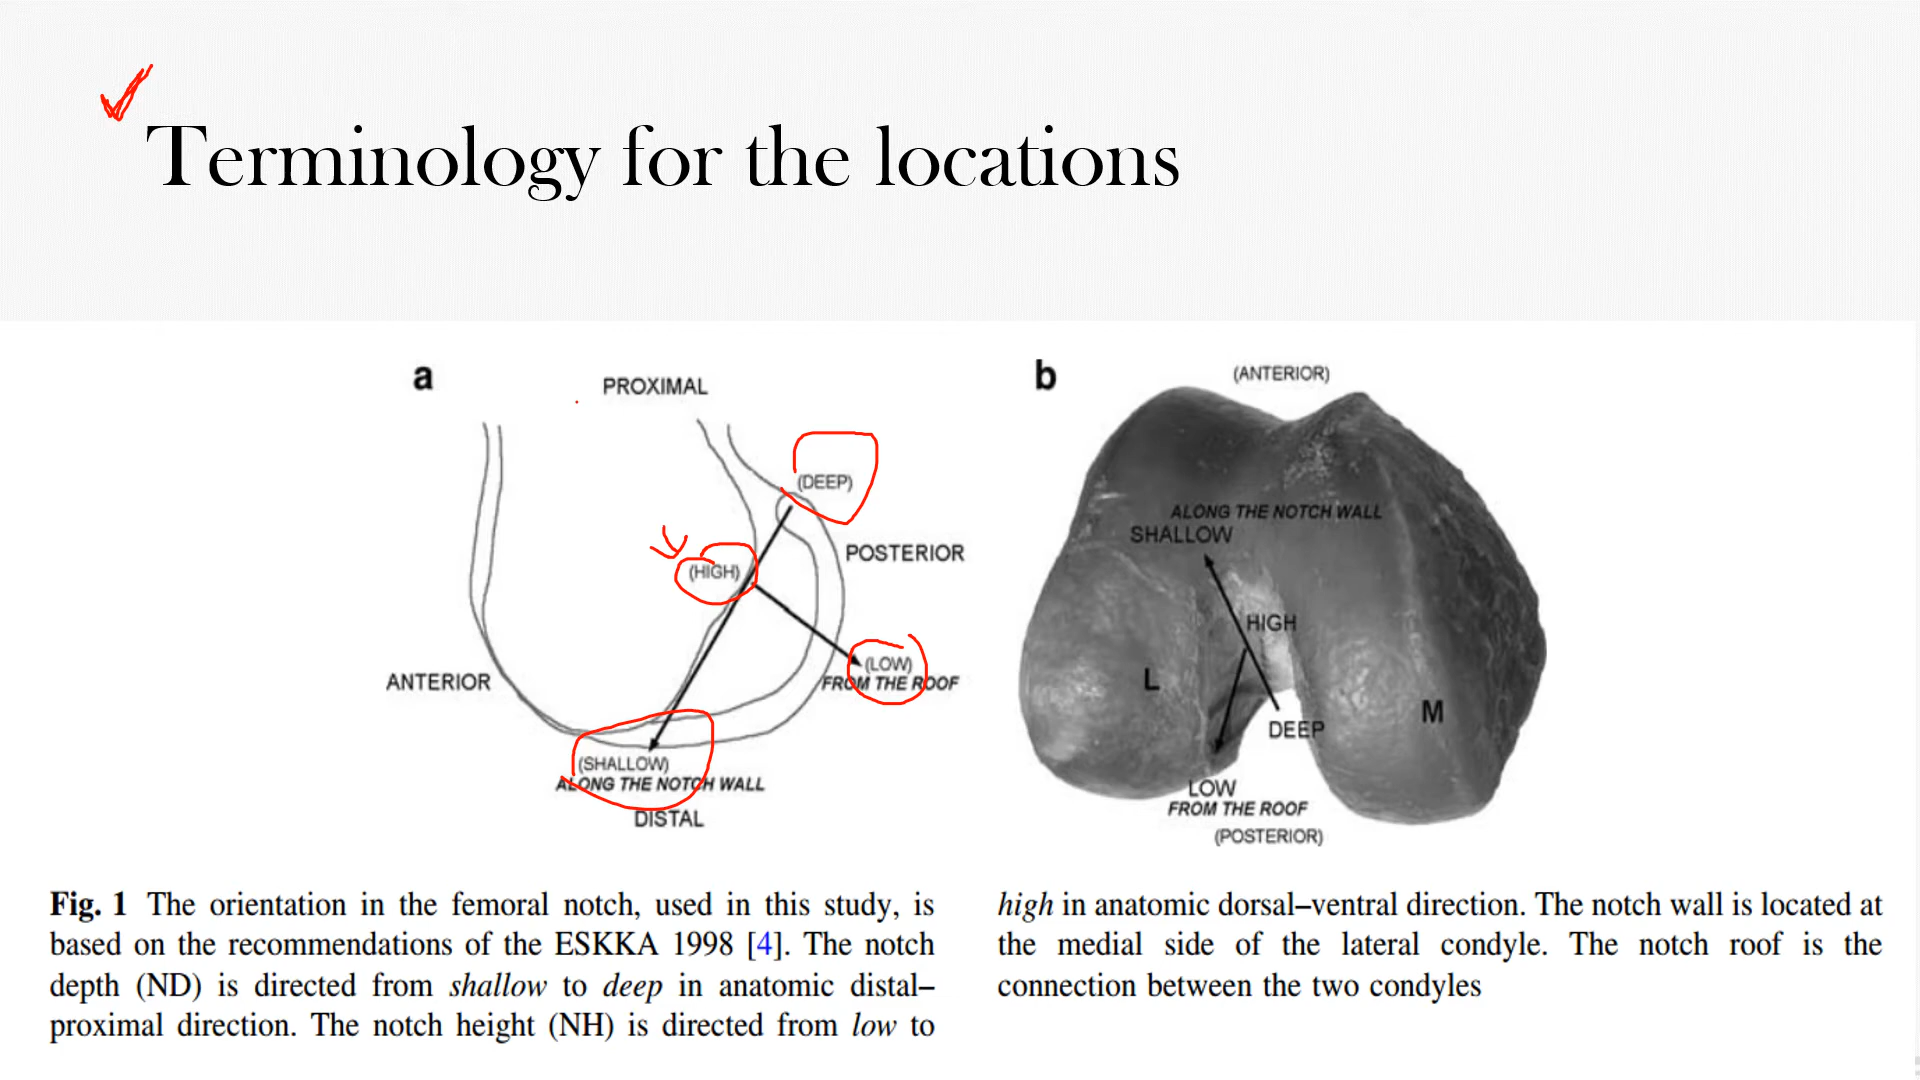 Terminology for the locations
a
PROXIMAL
(DEEP)
(HIGH)
POSTERIOR
(LOW)
FROM THE ROOF
ANTERIOR
(SHALLOW)
ALONG THE NOTCH WALL
DISTAL
b
(ANTERIOR)
ALONG THE NOTCH WALL
SHALLOW
HIGH
L
M
DEEP
LOW
FROM THE ROOF
(POSTERIOR)
Fig. 1 The orientation in the femoral notch, used in this study, is
based on the recommendations of the ESKKA 1998 [4]. The notch
depth (ND) is directed from shallow to deep in anatomic distal–
proximal direction. The notch height (NH) is directed from low to
high in anatomic dorsal–ventral direction. The notch wall is located at
the medial side of the lateral condyle. The notch roof is the
connection between the two condyles